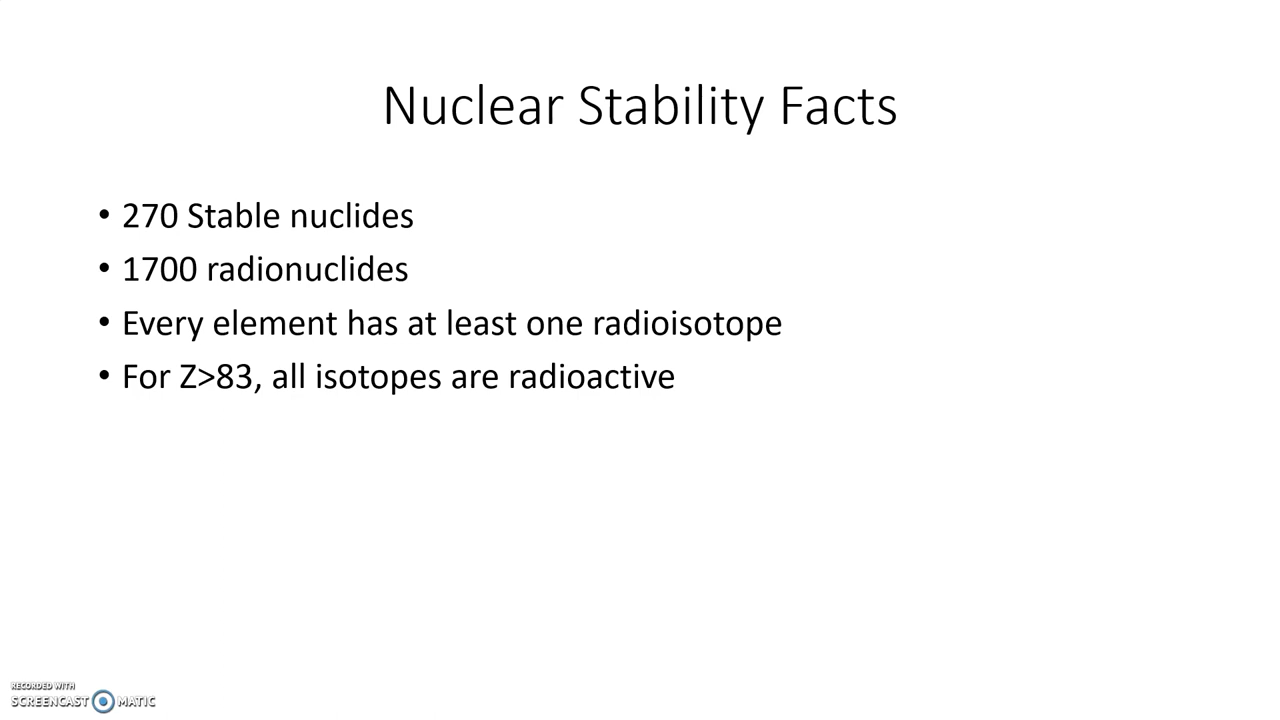 Nuclear Stability Facts
• 270 Stable nuclides
• 1700 radionuclides
• Every element has at least one radioisotope
• For Z>83, all isotopes are radioactive
RECORDED WITH
SCREENCAST MATIC